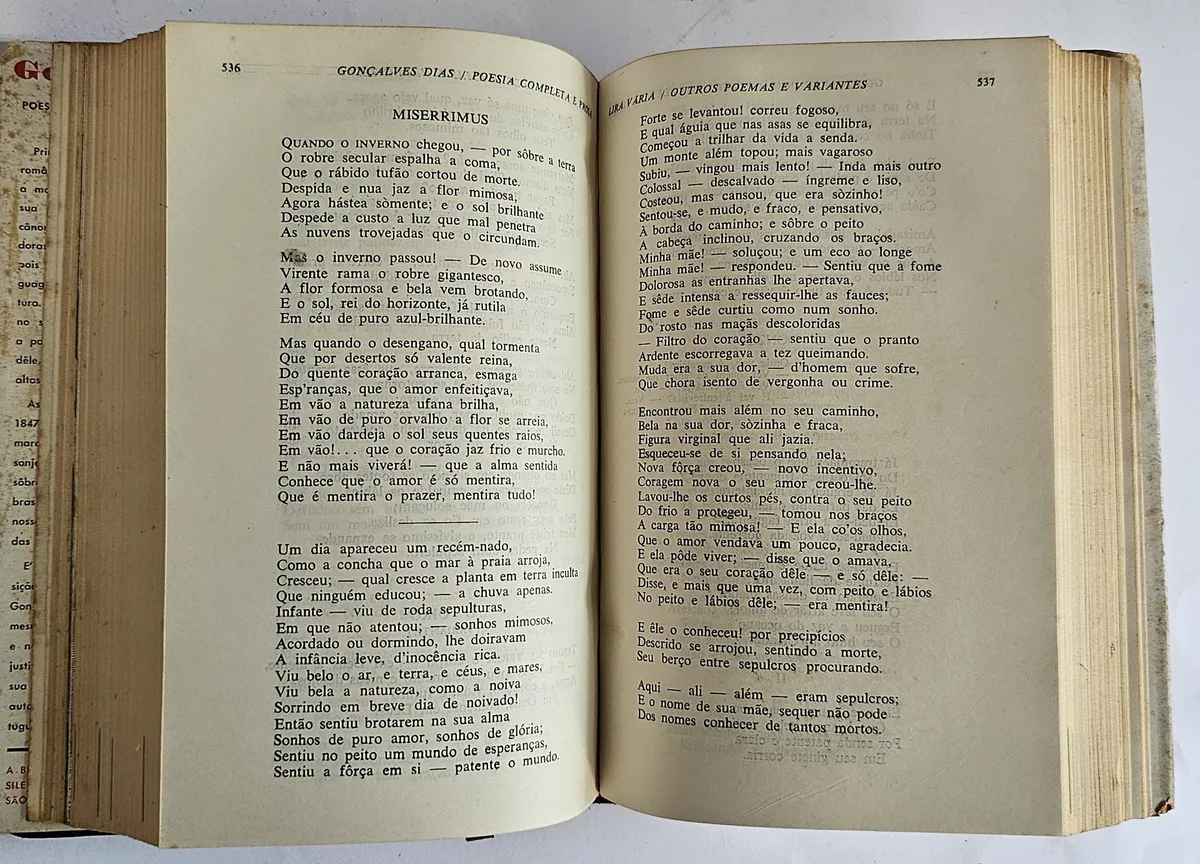 536
GONÇALVES DIAS / POESIA COMPLETA E PROSA
MISERRIMUS
QUANDO O INVERNO chegou, — por sôbre a terra
O robre secular espalha a coma,
Que o rábido tufão cortou de morte.
Despida e nua jaz a flor mimosa;
Agora hástea sòmente; e o sol brilhante
Despede a custo a luz que mal penetra
As nuvens trovejadas que o circundam.
Mas o inverno passou! — De novo assume
Virente rama o robre gigantesco,
A flor formosa e bela vem brotando,
E o sol, rei do horizonte, já rutila
Em céu de puro azul-brilhante.
Mas quando o desengano, qual tormenta
Que por desertos só valente reina,
Do quente coração arranca, esmaga
Esp'ranças, que o amor enfeitiçava,
Em vão a natureza ufana brilha,
Em vão de puro orvalho a flor se arreia,
Em vão dardeja o sol seus quentes raios,
Em vão!... que o coração jaz frio e murcho.
E não mais viverá! — que a alma sentida
Conhece que o amor é só mentira,
Que é mentira o prazer, mentira tudo!
Um dia apareceu um recém-nado,
Como a concha que o mar à praia arroja,
Cresceu; — qual cresce a planta em terra inculta
Que ninguém educou; — a chuva apenas.
Infante — viu de roda sepulturas,
Em que não atentou; — sonhos mimosos,
Acordado ou dormindo, lhe doiravam
A infância leve, d'inocência rica.
Viu belo o ar, e terra, e céus, e mares,
Viu bela a natureza, como a noiva
Sorrindo em breve dia de noivado!
Então sentiu brotarem na sua alma
Sonhos de puro amor, sonhos de glória;
Sentiu no peito um mundo de esperanças,
Sentiu a fôrça em si — patente o mundo.
LIRA VÁRIA / OUTROS POEMAS E VARIANTES
537
Forte se levantou! correu fogoso,
E qual águia que nas asas se equilibra,
Começou a trilhar da vida a senda.
Um monte além topou; mais vagaroso
Subiu, — vingou mais lento! — Inda mais outro
Colossal — descalvado — íngreme e liso,
Costeou, mas cansou, que era sòzinho!
Sentou-se, e mudo, e fraco, e pensativo,
À borda do caminho; e sôbre o peito
A cabeça inclinou, cruzando os braços.
Minha mãe! — soluçou; e um eco ao longe
Minha mãe! — respondeu. — Sentiu que a fome
Dolorosa as entranhas lhe apertava,
E sêde intensa a ressequir-lhe as fauces;
Fome e sêde curtiu como num sonho.
Do rosto nas maçãs descoloridas
— Filtro do coração — sentiu que o pranto
Ardente escorregava a tez queimando.
Muda era a sua dor, — d'homem que sofre,
Que chora isento de vergonha ou crime.
Encontrou mais além no seu caminho,
Bela na sua dor, sòzinha e fraca,
Figura virginal que ali jazia.
Esqueceu-se de si pensando nela;
Nova fôrça creou, — novo incentivo,
Coragem nova o seu amor creou-lhe.
Lavou-lhe os curtos pés, contra o seu peito
Do frio a protegeu, — tomou nos braços
A carga tão mimosa! — E ela co'os olhos,
Que o amor vendava um pouco, agradecia.
E ela pôde viver; — disse que o amava,
Que era o seu coração dêle — e só dêle: —
Disse, e mais que uma vez, com peito e lábios
No peito e lábios dêle; — era mentira!
E êle o conheceu! por precipícios
Descrido se arrojou, sentindo a morte,
Seu berço entre sepulcros procurando.
Aqui — ali — além — eram sepulcros;
E o nome de sua mãe, sequer não pode
Dos nomes conhecer de tantos mortos.